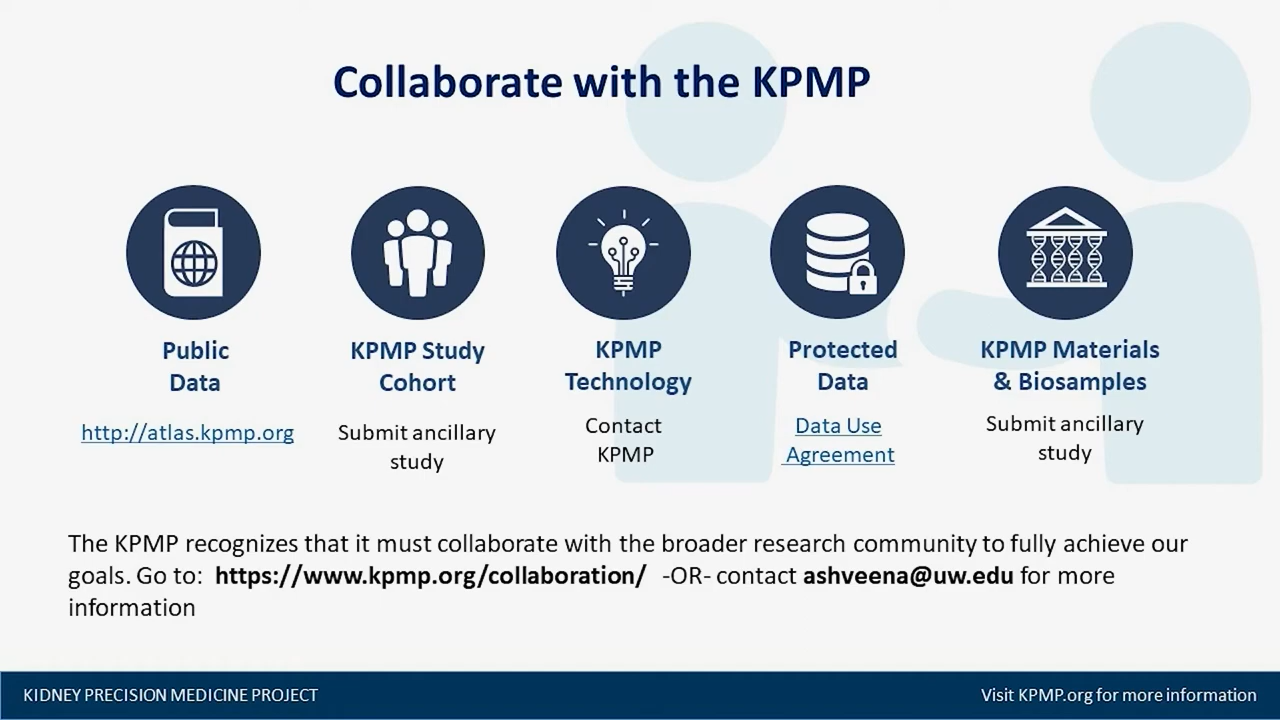 Collaborate with the KPMP
Public
Data
http://atlas.kpmp.org
KPMP Study
Cohort
Submit ancillary
study
KPMP
Technology
Contact
KPMP
Protected
Data
Data Use
Agreement
KPMP Materials
& Biosamples
Submit ancillary
study
The KPMP recognizes that it must collaborate with the broader research community to fully achieve our
goals. Go to: https://www.kpmp.org/collaboration/ -OR- contact ashveena@uw.edu for more
information
KIDNEY PRECISION MEDICINE PROJECT
Visit KPMP.org for more information